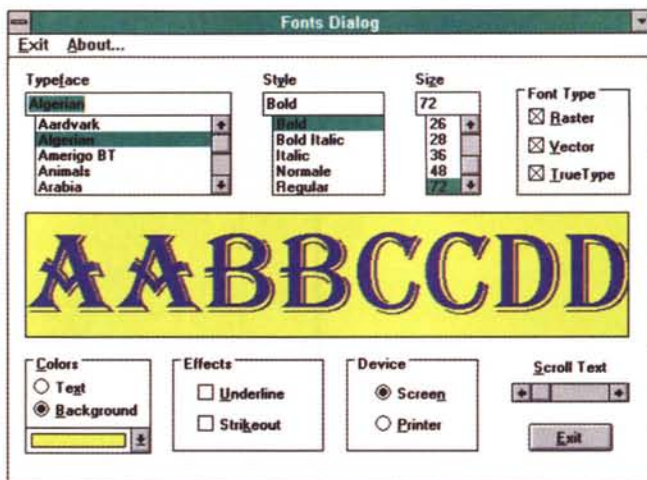 Fonts Dialog
Exit About...
Typeface Style Size
Algerian Bold 72
Font Type
Aardvark Bold 26
Raster
Algerian Bold Italic 28
Amerigo BT Italic 36
Vector
Animals Normale 48
TrueType
Arabia Regular 72
AABBCCDD
Colors Effects Device Scroll Text
Text Underline Screen
Background Strikeout Printer
Exit